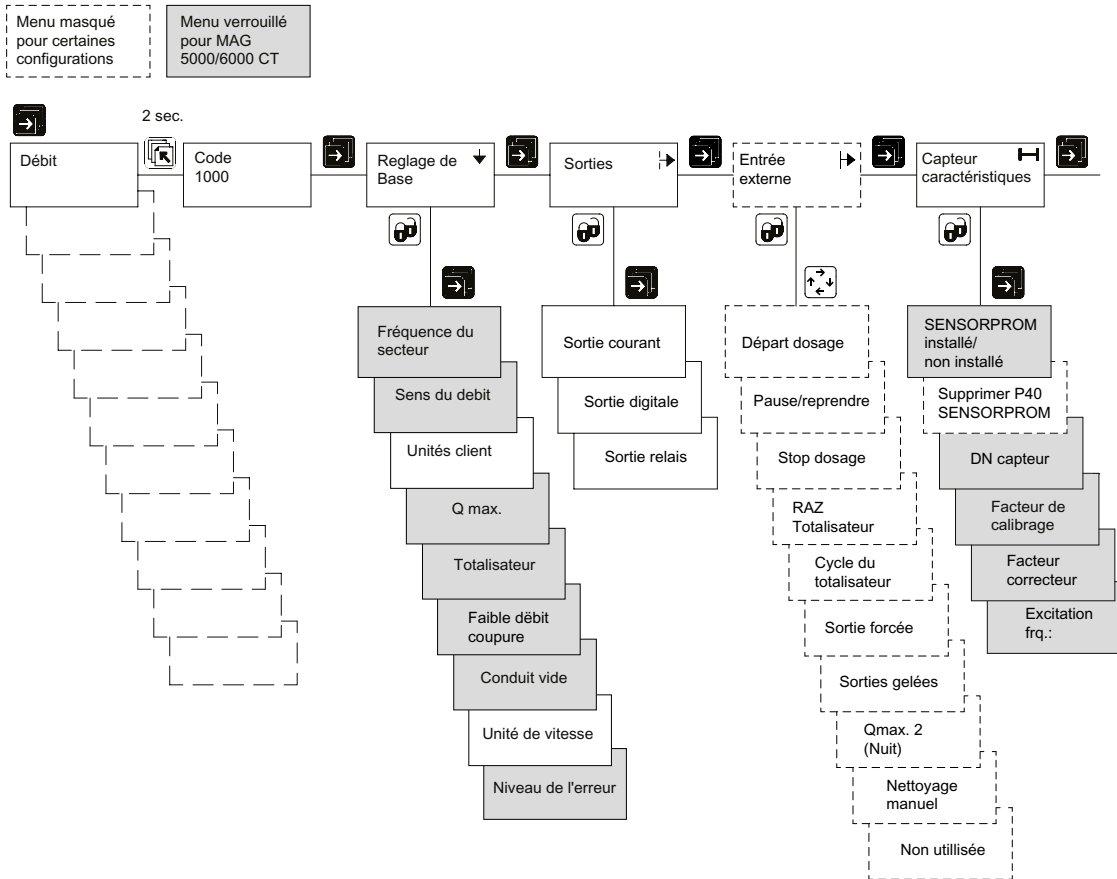 Menu masqué
pour certaines
configurations
Menu verrouillé
pour MAG
5000/6000 CT
2 sec.
Débit
Code
1000
Reglage de
Base
Sorties
Entrée
externe
Capteur
caractéristiques
Fréquence du
secteur
Sens du debit
Unités client
Q max.
Totalisateur
Faible dëbit
coupure
Conduit vide
Unité de vitesse
Niveau de l'erreur
Sortie courant
Sortie digitale
Sortie relais
Départ dosage
Pause/reprendre
Stop dosage
RAZ
Totalisateur
Cycle du
totalisateur
Sortie forcée
Sorties gelées
Qmax. 2
(Nuit)
Nettoyage
manuel
Non utillisée
SENSORPROM
installé/
non installé
Supprimer P40
SENSORPROM
DN capteur
Facteur de
calibrage
Facteur
correcteur
Excitation
frq.: